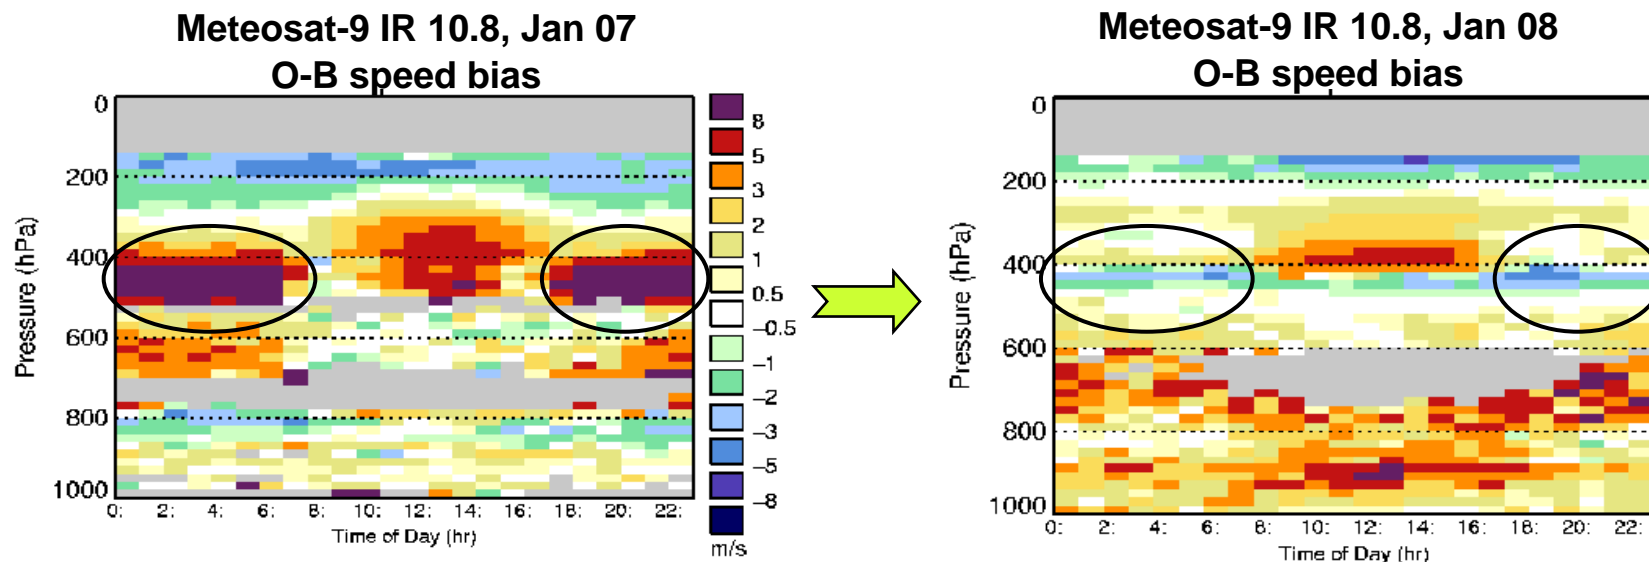 Meteosat-9 IR 10.8, Jan 07
O-B speed bias
Pressure (hPa)
0
200
400
600
800
1000
0: 2: 4: 6: 8: 10: 12: 14: 16: 18: 20: 22:
Time of Day (hr)
8
5
3
2
1
0.5
-0.5
-1
-2
-3
-5
-8
m/s
Meteosat-9 IR 10.8, Jan 08
O-B speed bias
Pressure (hPa)
0
200
400
600
800
1000
0: 2: 4: 6: 8: 10: 12: 14: 16: 18: 20: 22:
Time of Day (hr)